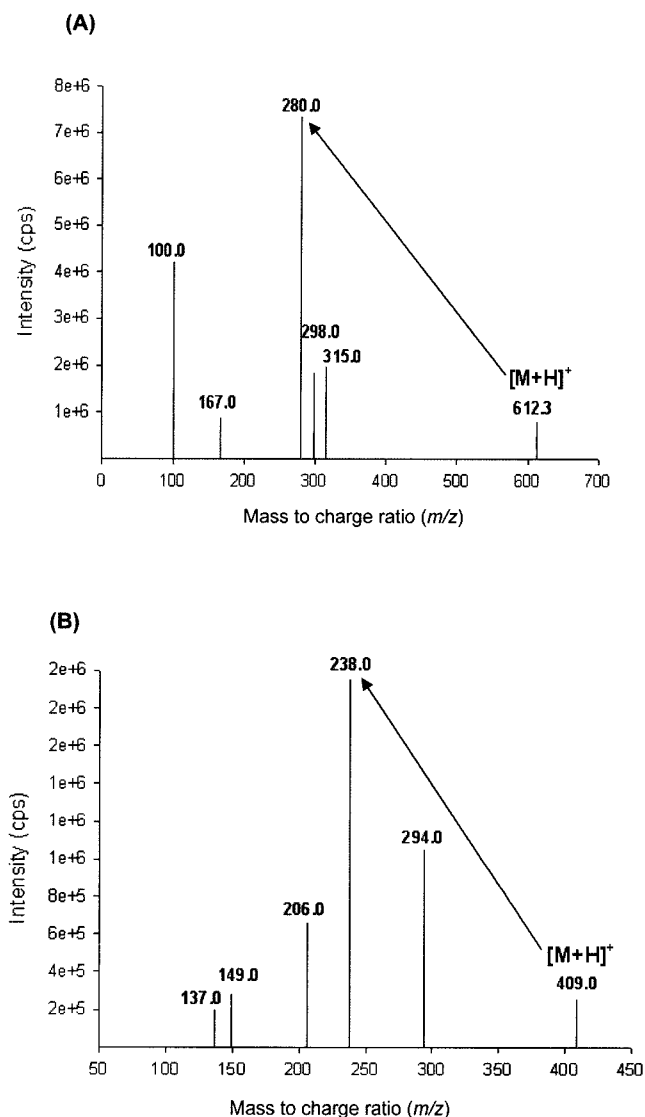 (A)
8e+6
7e+6
6e+6
5e+6
4e+6
3e+6
2e+6
1e+6
Intensity (cps)
280.0
100.0
298.0
315.0
167.0
[M+H]+
612.3
0 100 200 300 400 500 600 700
Mass to charge ratio (m/z)
(B)
2e+6
2e+6
2e+6
1e+6
1e+6
1e+6
8e+5
6e+5
4e+5
2e+5
Intensity (cps)
238.0
294.0
206.0
149.0
137.0
[M+H]+
409.0
50 100 150 200 250 300 350 400 450
Mass to charge ratio (m/z)